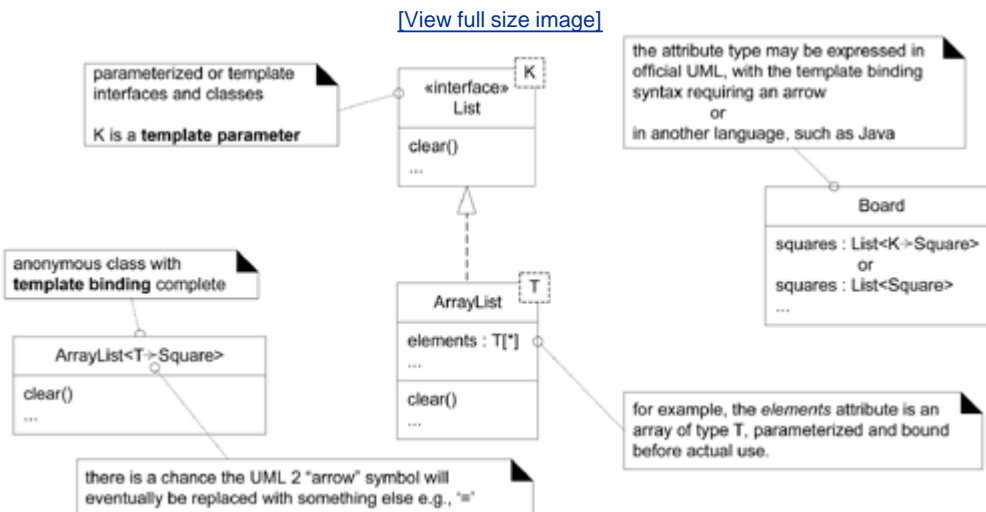 [View full size image]
parameterized or template
interfaces and classes
K is a template parameter
K
«interface»
List
clear()
...
the attribute type may be expressed in
official UML, with the template binding
syntax requiring an arrow
or
in another language, such as Java
Board
squares : List<K->Square>
or
squares : List<Square>
...
anonymous class with
template binding complete
ArrayList<T->Square>
clear()
...
T
ArrayList
elements : T[*]
...
clear()
...
for example, the elements attribute is an
array of type T, parameterized and bound
before actual use.
there is a chance the UML 2 "arrow" symbol will
eventually be replaced with something else e.g., '='